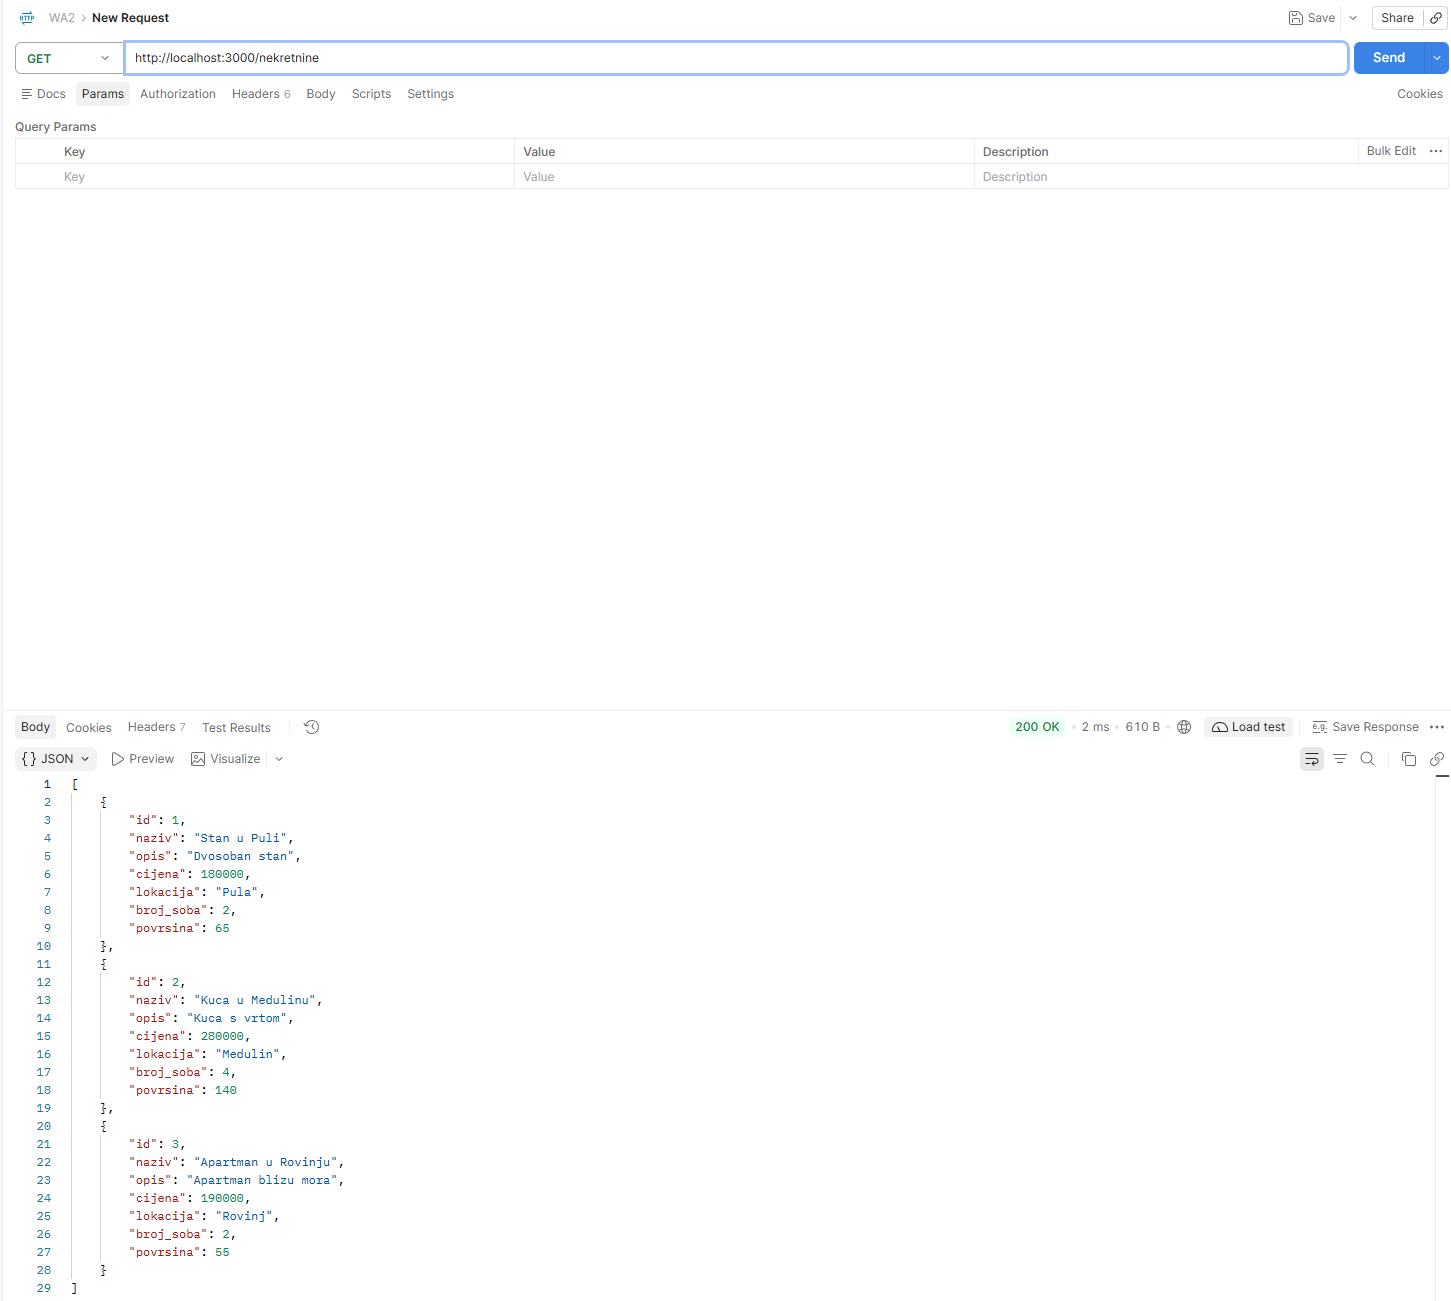 HTTP WA2 > New Request Save Share
GET http://localhost:3000/nekretnine Send
Docs Params Authorization Headers 6 Body Scripts Settings Cookies
Query Params
Key Value Description Bulk Edit ...
Key Value Description
Body Cookies Headers 7 Test Results 200 OK • 2 ms • 610 B • Load test e.g. Save Response ...
{} JSON Preview Visualize
1 [
2 {
3 "id": 1,
4 "naziv": "Stan u Puli",
5 "opis": "Dvosoban stan",
6 "cijena": 180000,
7 "lokacija": "Pula",
8 "broj_soba": 2,
9 "povrsina": 65
10 },
11 {
12 "id": 2,
13 "naziv": "Kuca u Medulinu",
14 "opis": "Kuca s vrtom",
15 "cijena": 280000,
16 "lokacija": "Medulin",
17 "broj_soba": 4,
18 "povrsina": 140
19 },
20 {
21 "id": 3,
22 "naziv": "Apartman u Rovinju",
23 "opis": "Apartman blizu mora",
24 "cijena": 190000,
25 "lokacija": "Rovinj",
26 "broj_soba": 2,
27 "povrsina": 55
28 }
29 ]